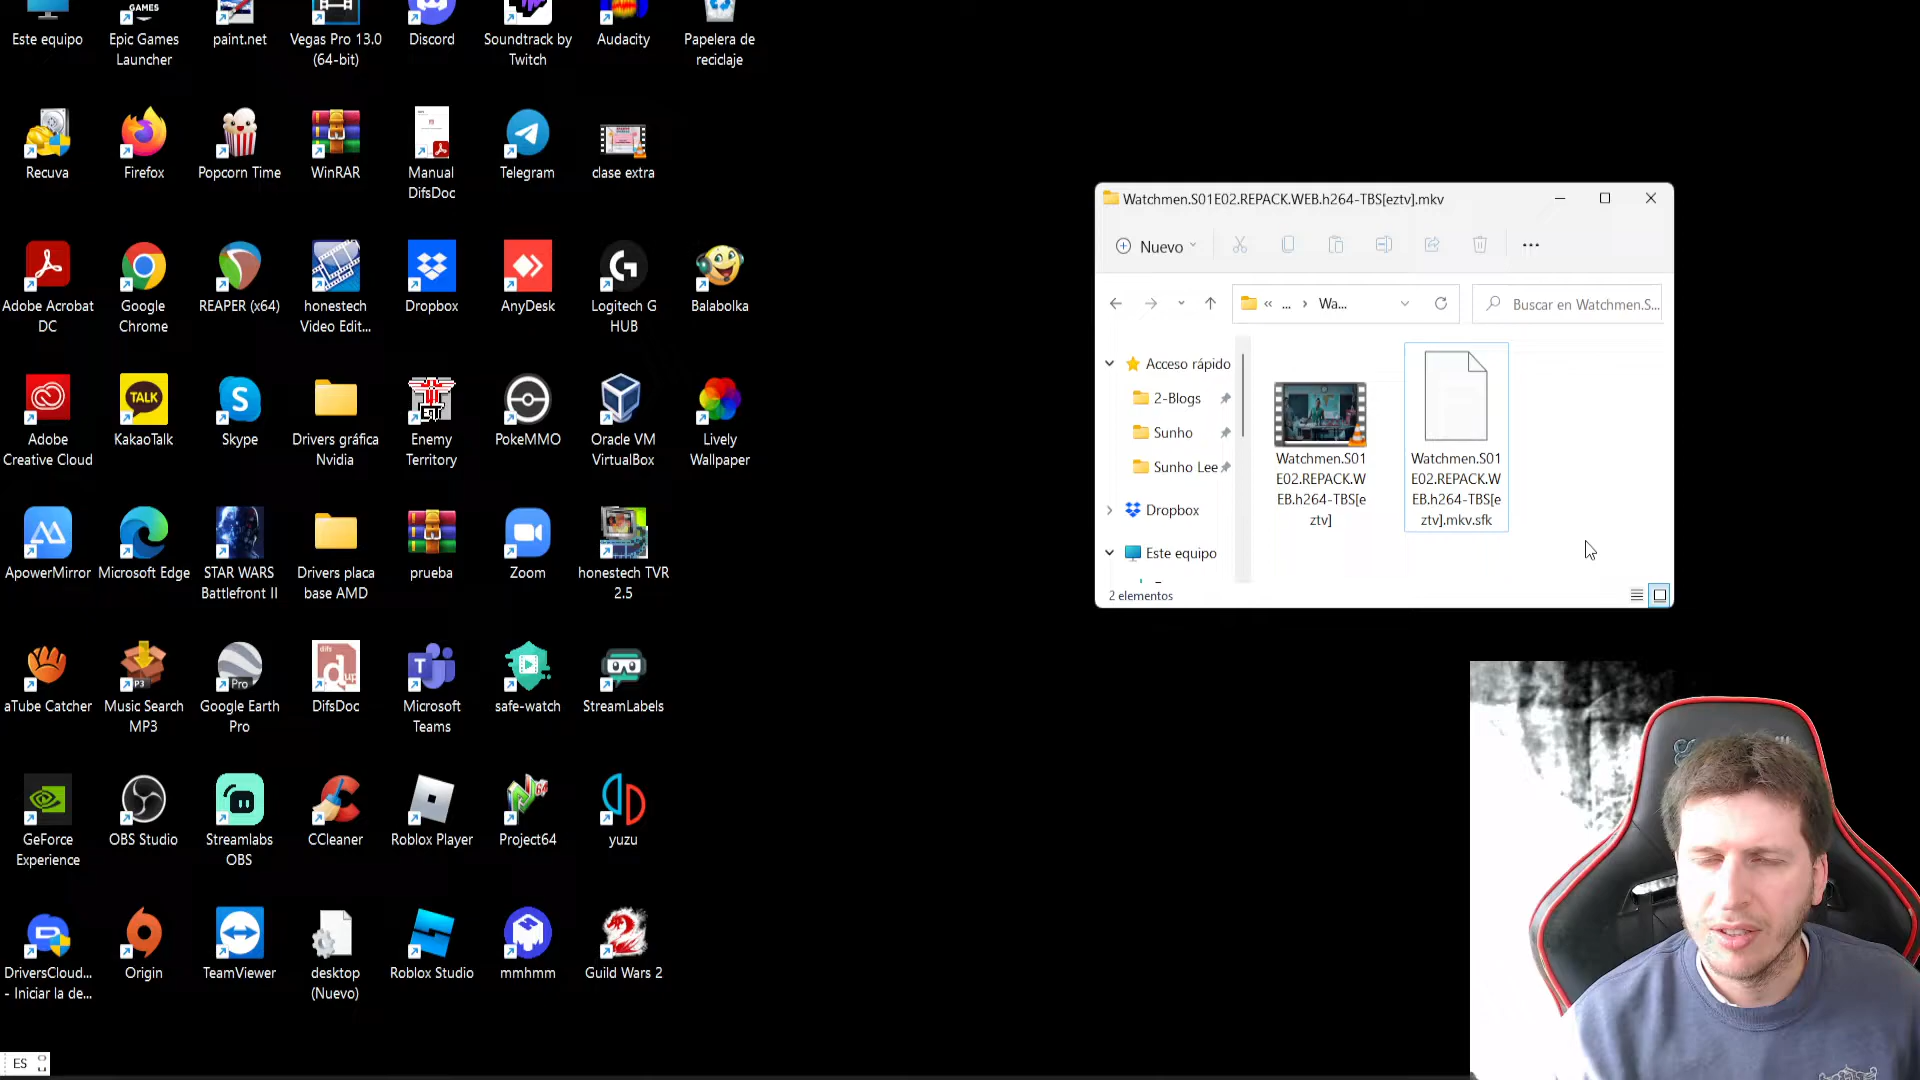 Este equipo
Epic Games
Launcher
GAMES
paint.net
Vegas Pro 13.0
(64-bit)
Discord
Soundtrack by
Twitch
Audacity
Papelera de
reciclaje
Recuva
Firefox
Popcorn Time
WinRAR
Manual
DifsDoc
Telegram
clase extra
Adobe Acrobat
DC
Google
Chrome
REAPER (x64)
honestech
Video Edit...
Dropbox
AnyDesk
Logitech G
HUB
Balabolka
Adobe
Creative Cloud
TALK
KakaoTalk
Skype
Drivers gráfica
Nvidia
ET
Enemy
Territory
PokeMMO
Oracle VM
VirtualBox
Lively
Wallpaper
ApowerMirror
Microsoft Edge
STAR WARS
Battlefront II
Drivers placa
base AMD
prueba
Zoom
honestech TVR
2.5
aTube Catcher
P3
Music Search
MP3
Pro
Google Earth
Pro
difs
DifsDoc
Microsoft
Teams
safe-watch
StreamLabels
GeForce
Experience
OBS Studio
Streamlabs
OBS
CCleaner
Roblox Player
64
Project64
yuzu
DriversCloud...
- Iniciar la de...
Origin
TeamViewer
desktop
(Nuevo)
Roblox Studio
mmhmm
Guild Wars 2
ES
Watchmen.S01E02.REPACK.WEB.h264-TBS[eztv].mkv
Nuevo
« ... › Wa...
Buscar en Watchmen.S...
Acceso rápido
2-Blogs
Sunho
Sunho Lee
Dropbox
Este equipo
Watchmen.S01
E02.REPACK.W
EB.h264-TBS[e
ztv]
Watchmen.S01
E02.REPACK.W
EB.h264-TBS[e
ztv].mkv.sfk
2 elementos